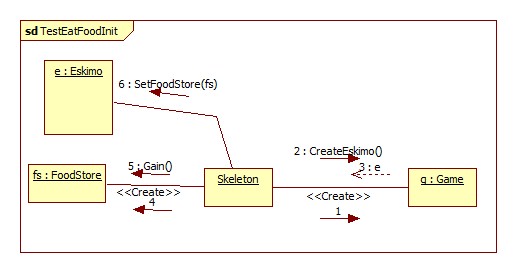 sd TestEatFoodInit
e : Eskimo
6 : SetFoodStore(fs)
2 : CreateEskimo()
5 : Gain()
3 : e
fs : FoodStore
Skeleton
g : Game
<<Create>>
<<Create>>
4
1